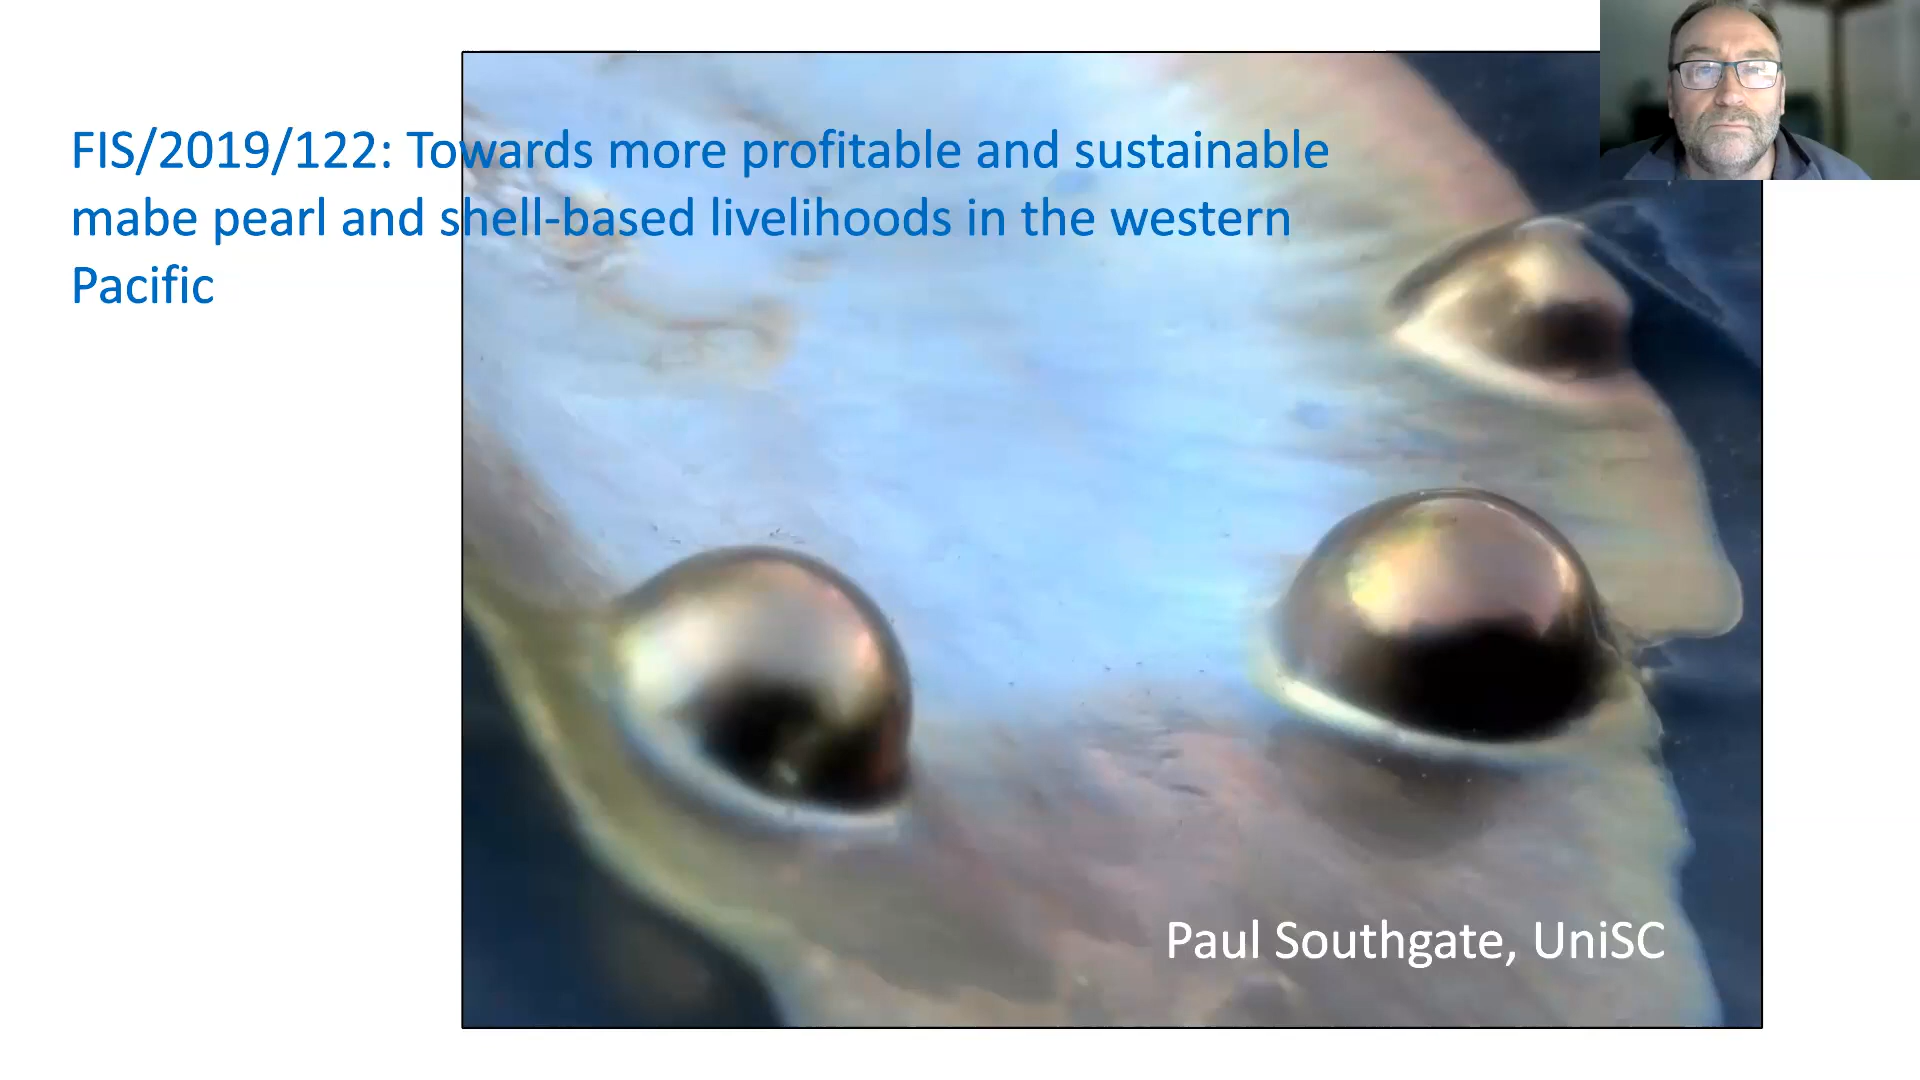 FIS/2019/122: Towards more profitable and sustainable
mabe pearl and shell-based livelihoods in the western
Pacific
Paul Southgate, UniSC